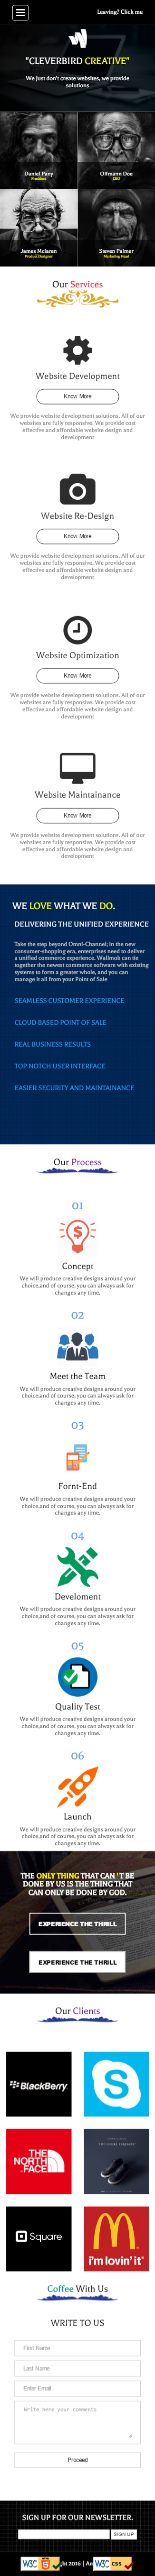 Leaving? Click me
"CLEVERBIRD CREATIVE"
We Just don't create websites, we provide
solutions
Daniel Pany
President
Olfmann Doe
CEO
James Mclaren
Product Designer
Steven Palmer
Marketing Head
Our Services
Website Development
Know More
We provide website development solutions. All of our
websites are fully responsive. We provide cost
effective and affordable website design and
development
Website Re-Design
Know More
We provide website development solutions. All of our
websites are fully responsive. We provide cost
effective and affordable website design and
development
Website Optimization
Know More
We provide website development solutions. All of our
websites are fully responsive. We provide cost
effective and affordable website design and
development
Website Maintainance
Know More
We provide website development solutions. All of our
websites are fully responsive. We provide cost
effective and affordable website design and
development
WE LOVE WHAT WE DO.
DELIVERING THE UNIFIED EXPERIENCE
Take the step beyond Omni-Channel; in the new
consumer-shopping era, enterprises need to deliver
a unified commerce experience. Wallmob can tie
together the newest commerce software with existing
systems to form a greater whole, and you can
manage it all from your Point of Sale
SEAMLESS CUSTOMER EXPERIENCE
CLOUD BASED POINT OF SALE
REAL BUSINESS RESULTS
TOP NOTCH USER INTERFACE
EASIER SECURITY AND MAINTAINANCE
Our Process
01
Concept
We will produce creative designs around your
choice,and of course, you can always ask for
changes any time.
02
Meet the Team
We will produce creative designs around your
choice,and of course, you can always ask for
changes any time.
03
Fornt-End
We will produce creative designs around your
choice,and of course, you can always ask for
changes any time.
04
Develoment
We will produce creative designs around your
choice,and of course, you can always ask for
changes any time.
05
Quality Test
We will produce creative designs around your
choice,and of course, you can always ask for
changes any time.
06
Launch
We will produce creative designs around your
choice,and of course, you can always ask for
changes any time.
THE ONLY THING THAT CAN ' T BE
DONE BY US IS THE THING THAT
CAN ONLY BE DONE BY GOD.
EXPERIENCE THE THRILL
EXPERIENCE THE THRILL
Our Clients
BlackBerry
THE
NORTH
FACE
Square
i'm lovin' it
Coffee With Us
WRITE TO US
First Name
Last Name
Enter Email
Write here your comments
Proceed
SIGN UP FOR OUR NEWSLETTER.
SIGN UP
W3C HTML
ght 2016 |
W3C CSS